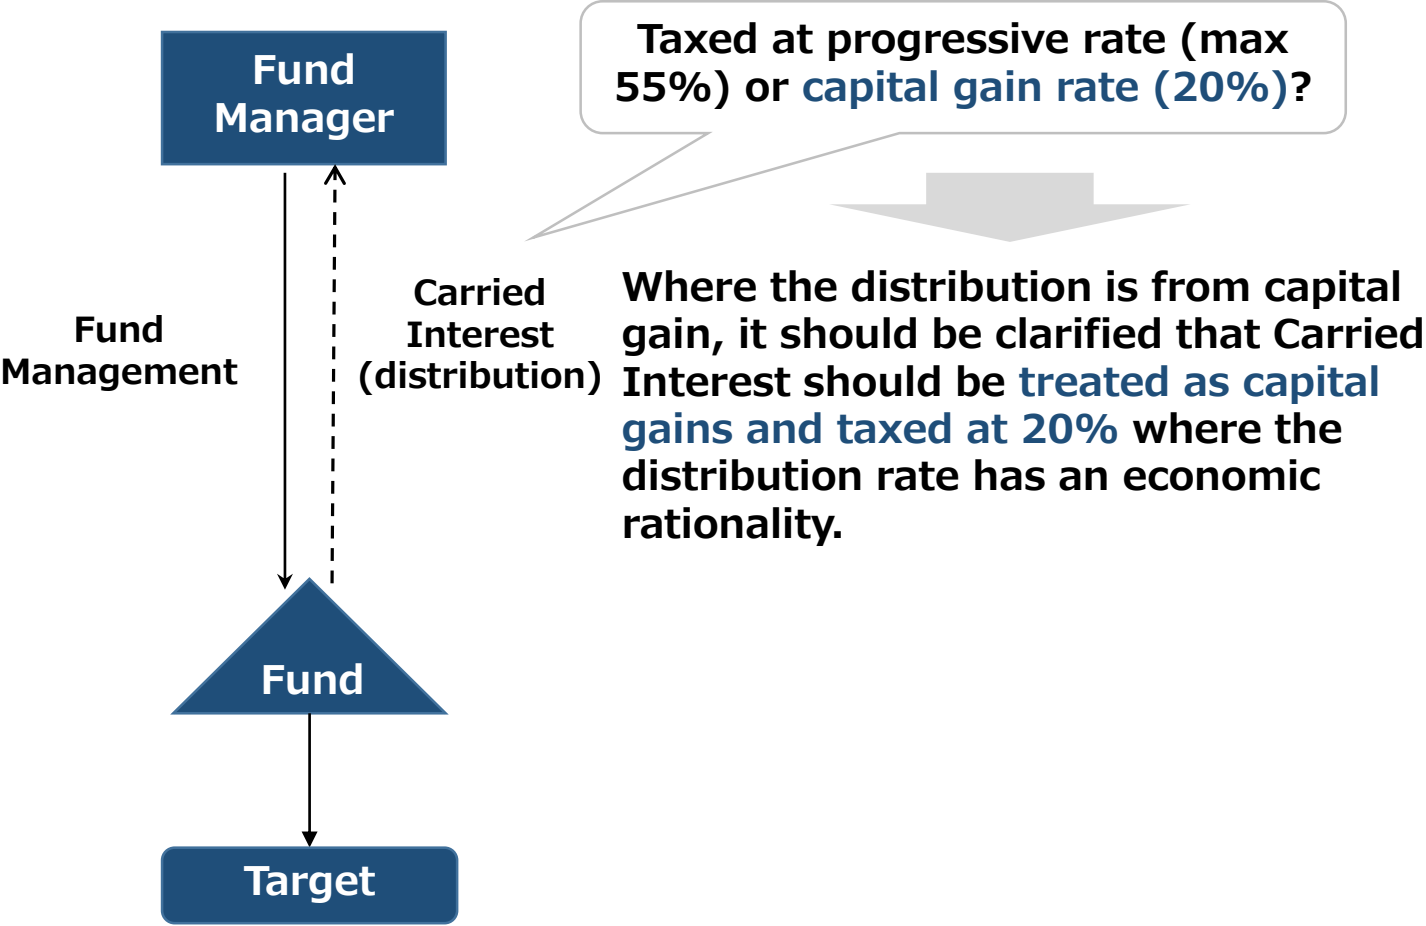 Fund
Manager
Taxed at progressive rate (max
55%) or capital gain rate (20%)?
Fund
Management
Carried
Interest
(distribution)
Where the distribution is from capital
gain, it should be clarified that Carried
Interest should be treated as capital
gains and taxed at 20% where the
distribution rate has an economic
rationality.
Fund
Target